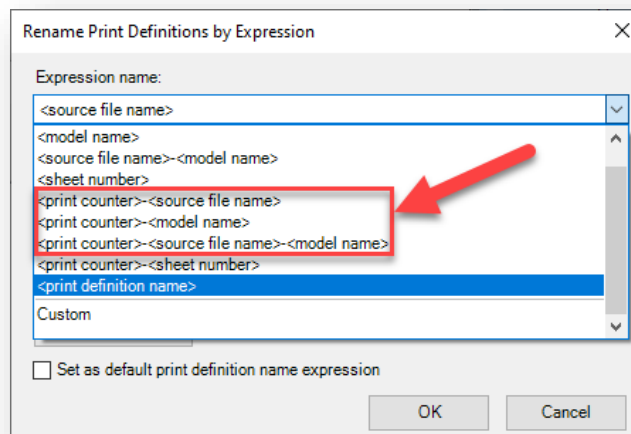 Rename Print Definitions by Expression
Expression name:
<source file name>
<model name>
<source file name>-<model name>
<sheet number>
<print counter>-<source file name>
<print counter>-<model name>
<print counter>-<source file name>-<model name>
<print counter>-<sheet number>
<print definition name>
Custom
Set as default print definition name expression
OK
Cancel